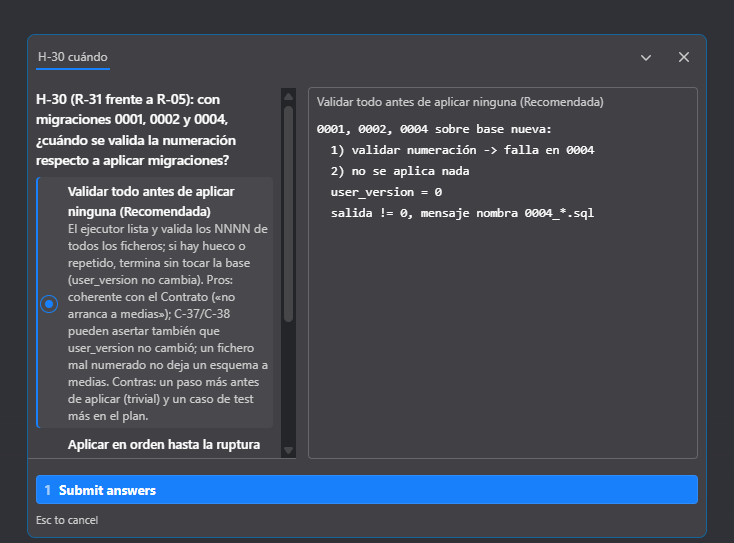 H-30 cuándo
H-30 (R-31 frente a R-05): con
migraciones 0001, 0002 y 0004,
¿cuándo se valida la numeración
respecto a aplicar migraciones?
Validar todo antes de aplicar
ninguna (Recomendada)
El ejecutor lista y valida los NNNN de
todos los ficheros; si hay hueco o
repetido, termina sin tocar la base
(user_version no cambia). Pros:
coherente con el Contrato («no
arranca a medias»); C-37/C-38
pueden asertar también que
user_version no cambió; un fichero
mal numerado no deja un esquema a
medias. Contras: un paso más antes
de aplicar (trivial) y un caso de test
más en el plan.
Aplicar en orden hasta la ruptura
Validar todo antes de aplicar ninguna (Recomendada)
0001, 0002, 0004 sobre base nueva:
1) validar numeración -> falla en 0004
2) no se aplica nada
user_version = 0
salida != 0, mensaje nombra 0004_*.sql
1 Submit answers
Esc to cancel